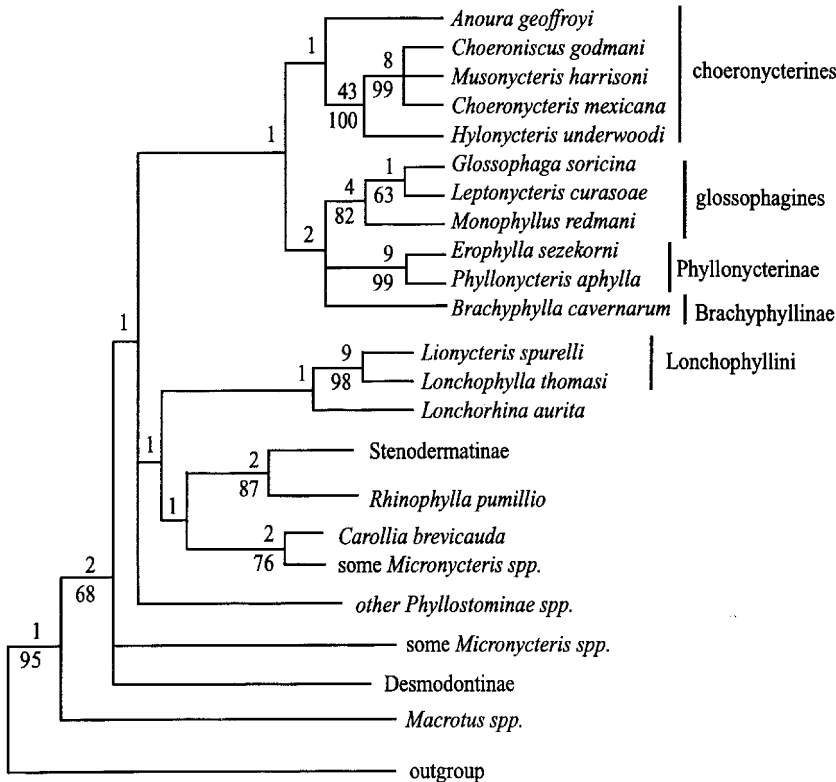 Anoura geoffroyi
1
Choeroniscus godmani
8
choeronycterines
Musonycteris harrisoni
43
99
Choeronycteris mexicana
100
1
Hylonycteris underwoodi
Glossophaga soricina
1
4
Leptonycteris curasoae
63
glossophagines
82
Monophyllus redmani
2
Erophylla sezekorni
9
Phyllonycterinae
99
Phyllonycteris aphylla
Brachyphylla cavernarum
Brachyphyllinae
1
Lionycteris spurelli
9
Lonchophyllini
1
98
Lonchophylla thomasi
Lonchorhina aurita
1
Stenodermatinae
2
87
Rhinophylla pumillio
1
Carollia brevicauda
2
76
some Micronycteris spp.
2
68
other Phyllostominae spp.
1
95
some Micronycteris spp.
Desmodontinae
Macrotus spp.
outgroup